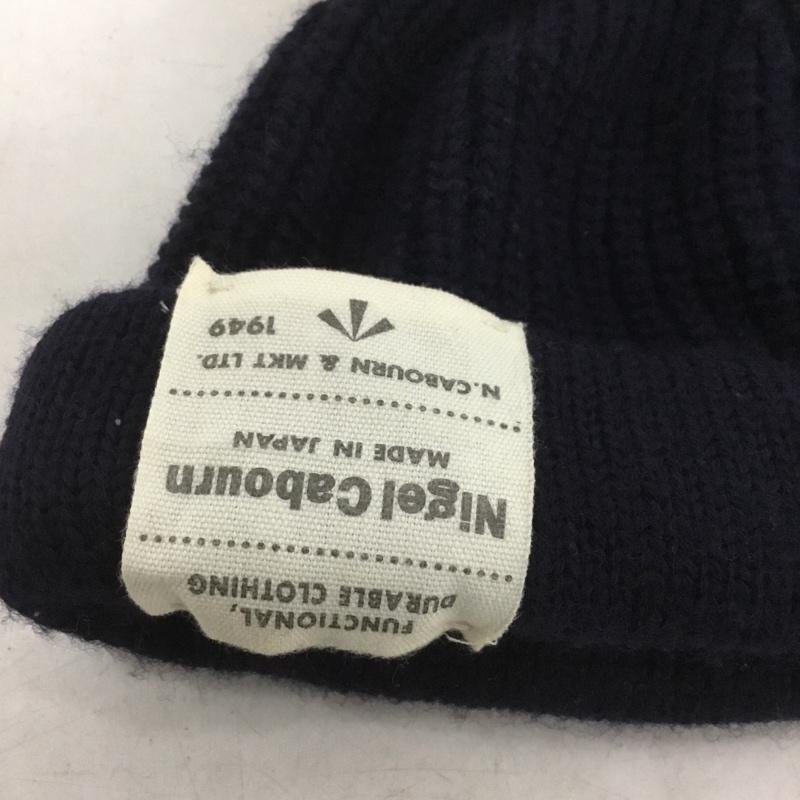 FUNCTIONAL,
DURABLE CLOTHING
Nigel Cabourn
MADE IN JAPAN
N.CABOURN & MKT LTD.
1949